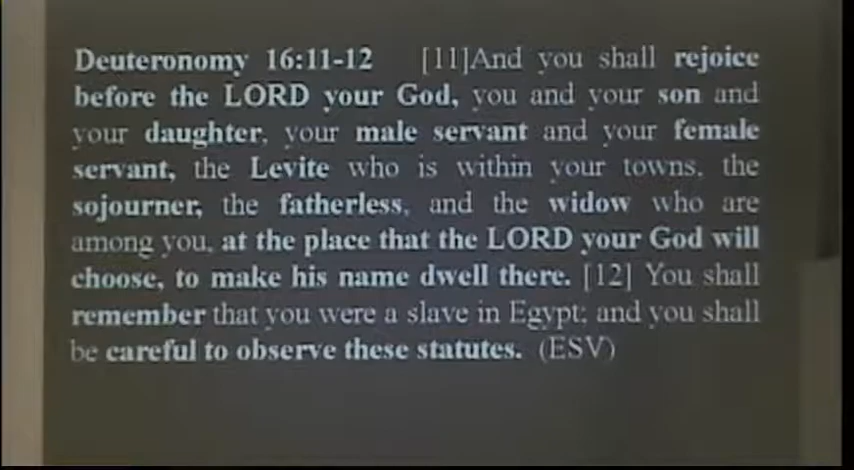 Deuteronomy 16:11-12 [11]And you shall rejoice
before the LORD your God, you and your son and
your daughter, your male servant and your female
servant, the Levite who is within your towns, the
sojourner, the fatherless, and the widow who are
among you, at the place that the LORD your God will
choose, to make his name dwell there. [12] You shall
remember that you were a slave in Egypt; and you shall
be careful to observe these statutes. (ESV)